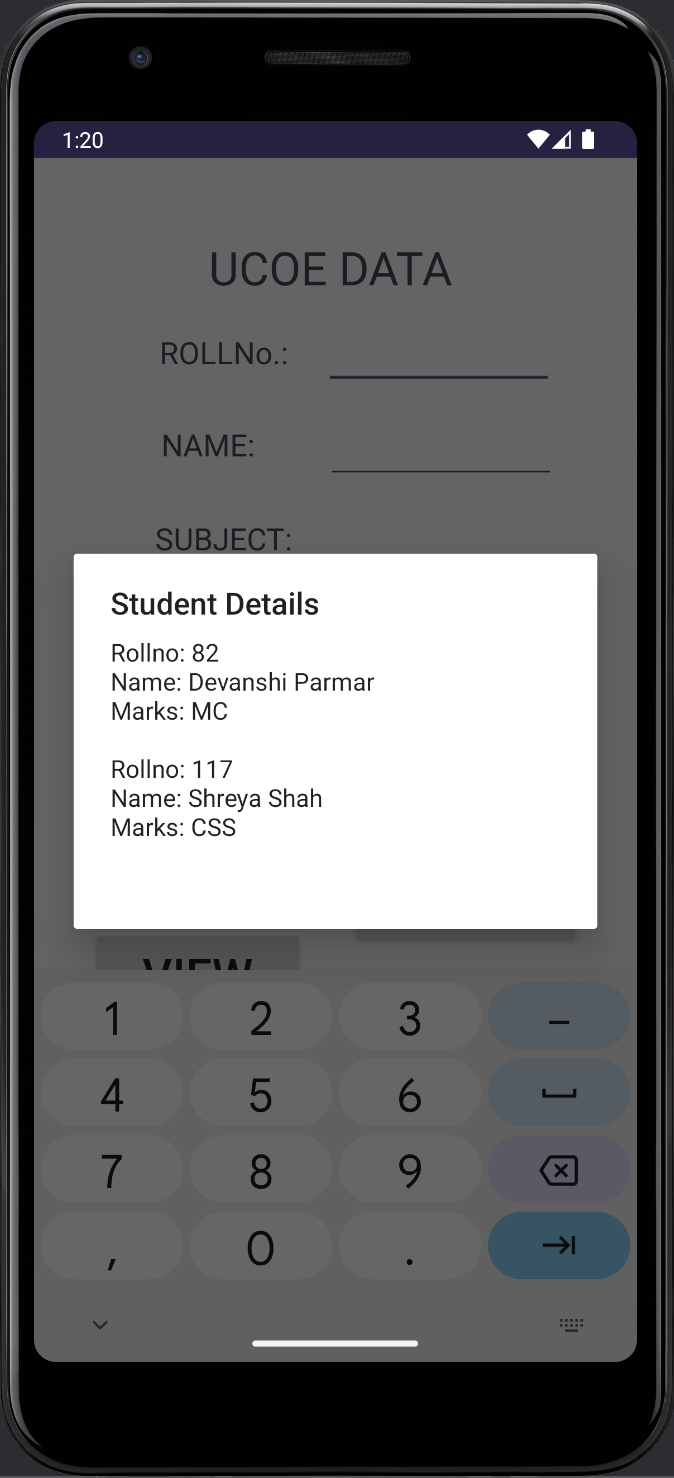 1:20
UCOE DATA
ROLLNo.:
NAME:
SUBJECT:
Student Details
Rollno: 82
Name: Devanshi Parmar
Marks: MC
Rollno: 117
Name: Shreya Shah
Marks: CSS
VIEW
1 2 3 –
4 5 6
7 8 9
, 0 .